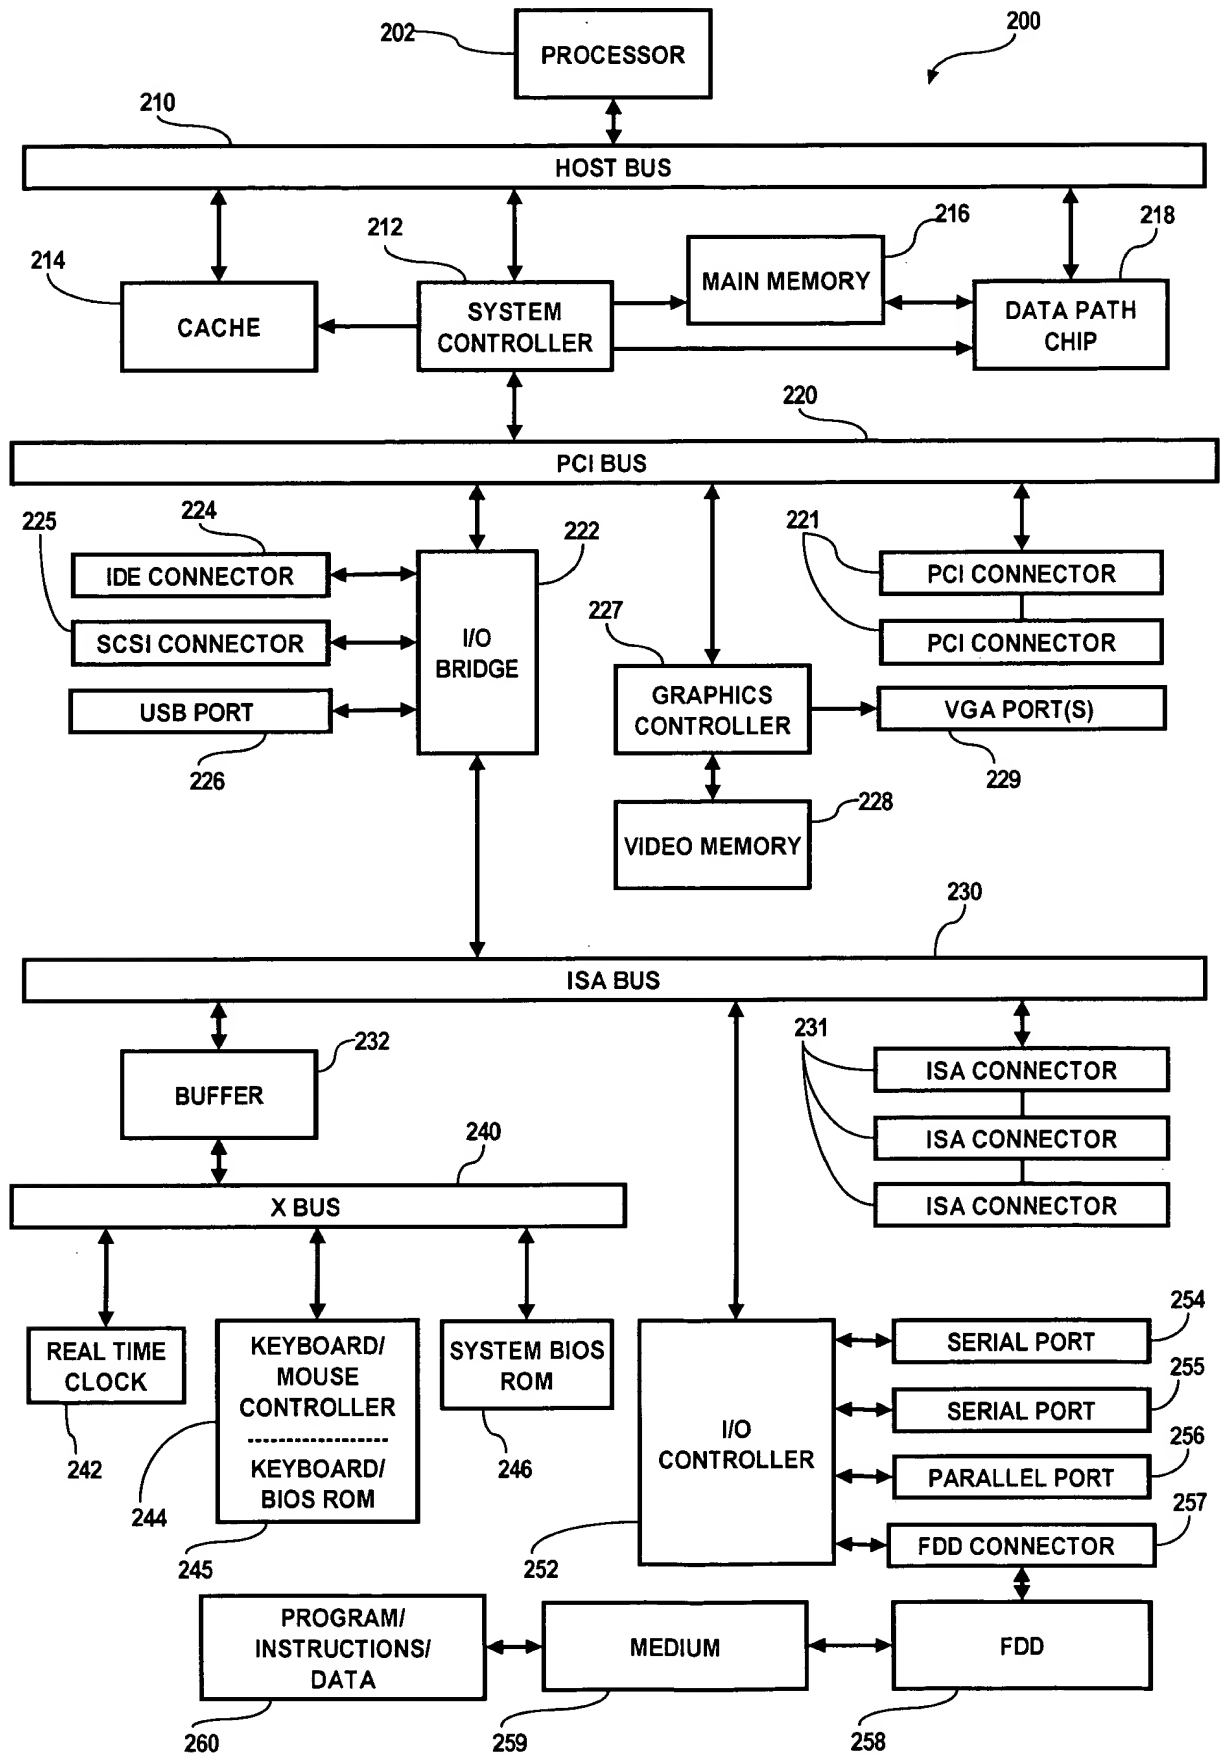 200
202
PROCESSOR
210
HOST BUS
212
216
218
214
MAIN MEMORY
CACHE
SYSTEM
CONTROLLER
DATA PATH
CHIP
220
PCI BUS
225
224
222
221
IDE CONNECTOR
PCI CONNECTOR
227
SCSI CONNECTOR
I/O
BRIDGE
PCI CONNECTOR
USB PORT
GRAPHICS
CONTROLLER
VGA PORT(S)
226
229
228
VIDEO MEMORY
230
ISA BUS
232
231
ISA CONNECTOR
BUFFER
240
ISA CONNECTOR
X BUS
ISA CONNECTOR
254
REAL TIME
CLOCK
KEYBOARD/
MOUSE
CONTROLLER
KEYBOARD/
BIOS ROM
SYSTEM BIOS
ROM
SERIAL PORT
255
SERIAL PORT
I/O
CONTROLLER
256
242
246
PARALLEL PORT
244
257
FDD CONNECTOR
245
252
PROGRAM/
INSTRUCTIONS/
DATA
MEDIUM
FDD
260
259
258